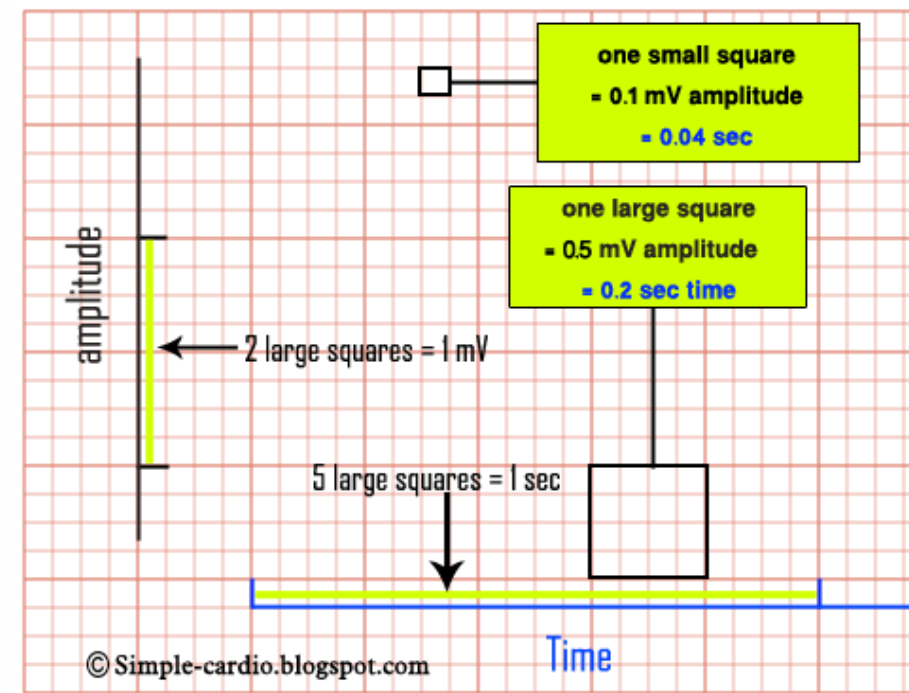 one small square
= 0.1 mV amplitude
= 0.04 sec
one large square
= 0.5 mV amplitude
= 0.2 sec time
amplitude
2 large squares = 1 mV
5 large squares = 1 sec
Time
© Simple-cardio.blogspot.com